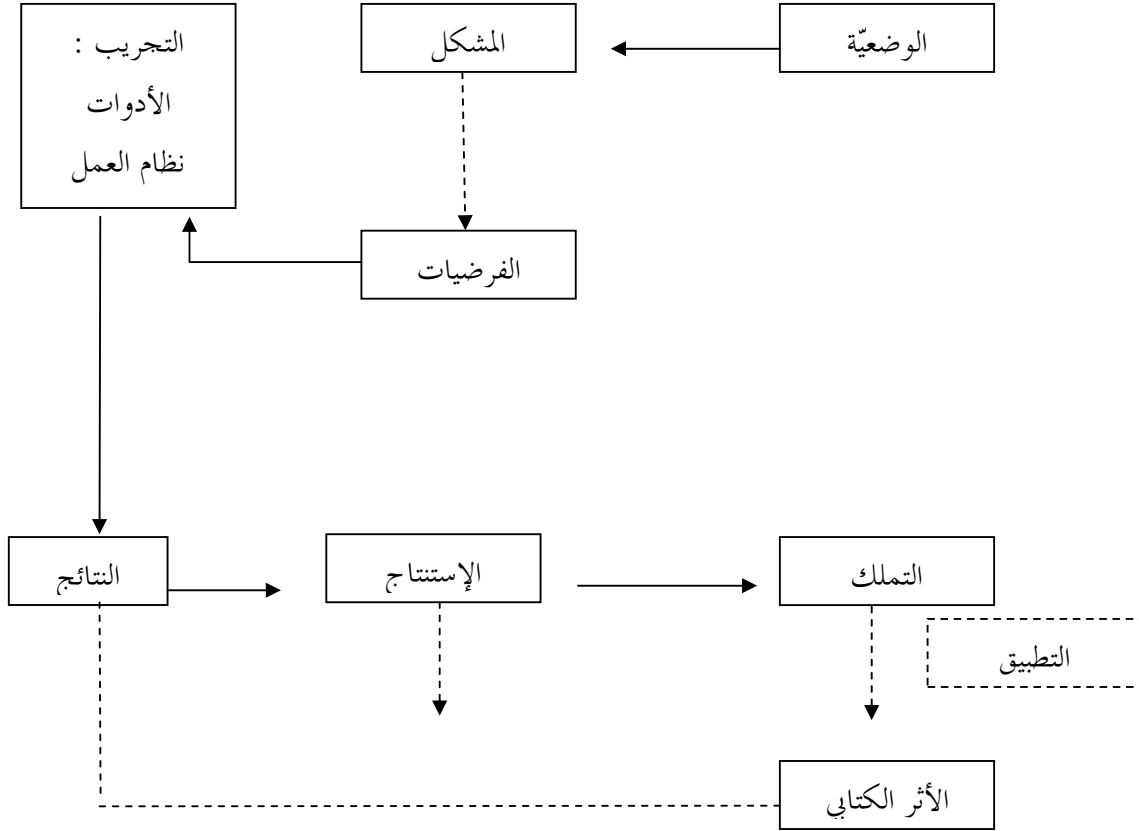 الوضعيّة
المشكل
التجريب :
الأدوات
نظام العمل
الفرضيات
النتائج
الإستنتاج
التملك
التطبيق
الأثر الكتابي